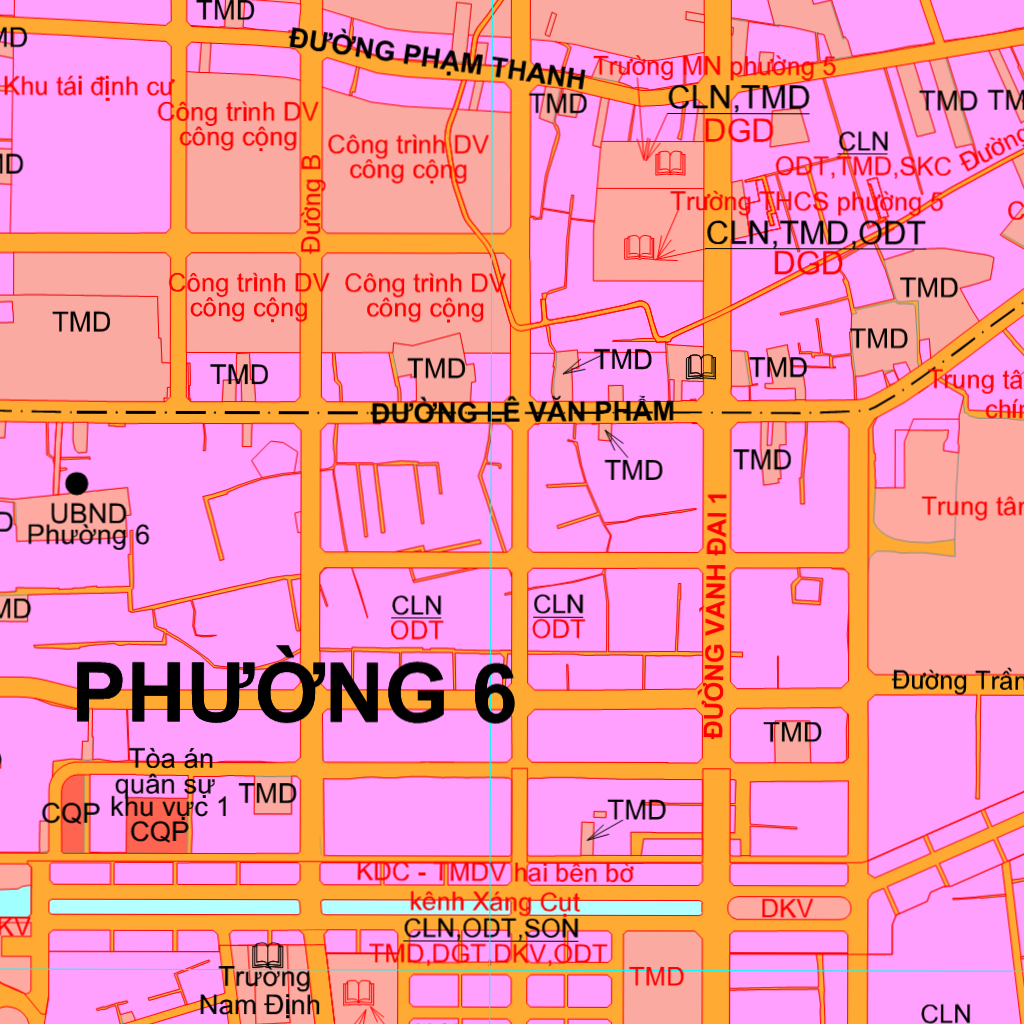 TMD
ĐƯỜNG PHẠM THANH
Trường MN phường 5
Khu tái định cư
TMD
CLN,TMD
DGD
TMD
Công trình DV
công cộng
Công trình DV
công cộng
CLN
ODT,TMD,SKC
Đường
Đường B
Trường THCS phường 5
CLN,TMD,ODT
DGD
Công trình DV
công cộng
Công trình DV
công cộng
TMD
TMD
TMD
TMD
TMD
TMD
TMD
ĐƯỜNG LÊ VĂN PHẨM
TMD
TMD
UBND
Phường 6
ĐƯỜNG VÀNH ĐAI 1
CLN
ODT
CLN
ODT
PHƯỜNG 6
Đường Trần
TMD
Tòa án
quân sự
khu vực 1
CQP
CQP
TMD
TMD
KDC - TMDV hai bên bờ
kênh Xáng Cụt
CLN,ODT,SON
TMD,DGT,DKV,ODT
DKV
TMD
Trường
Nam Định
CLN